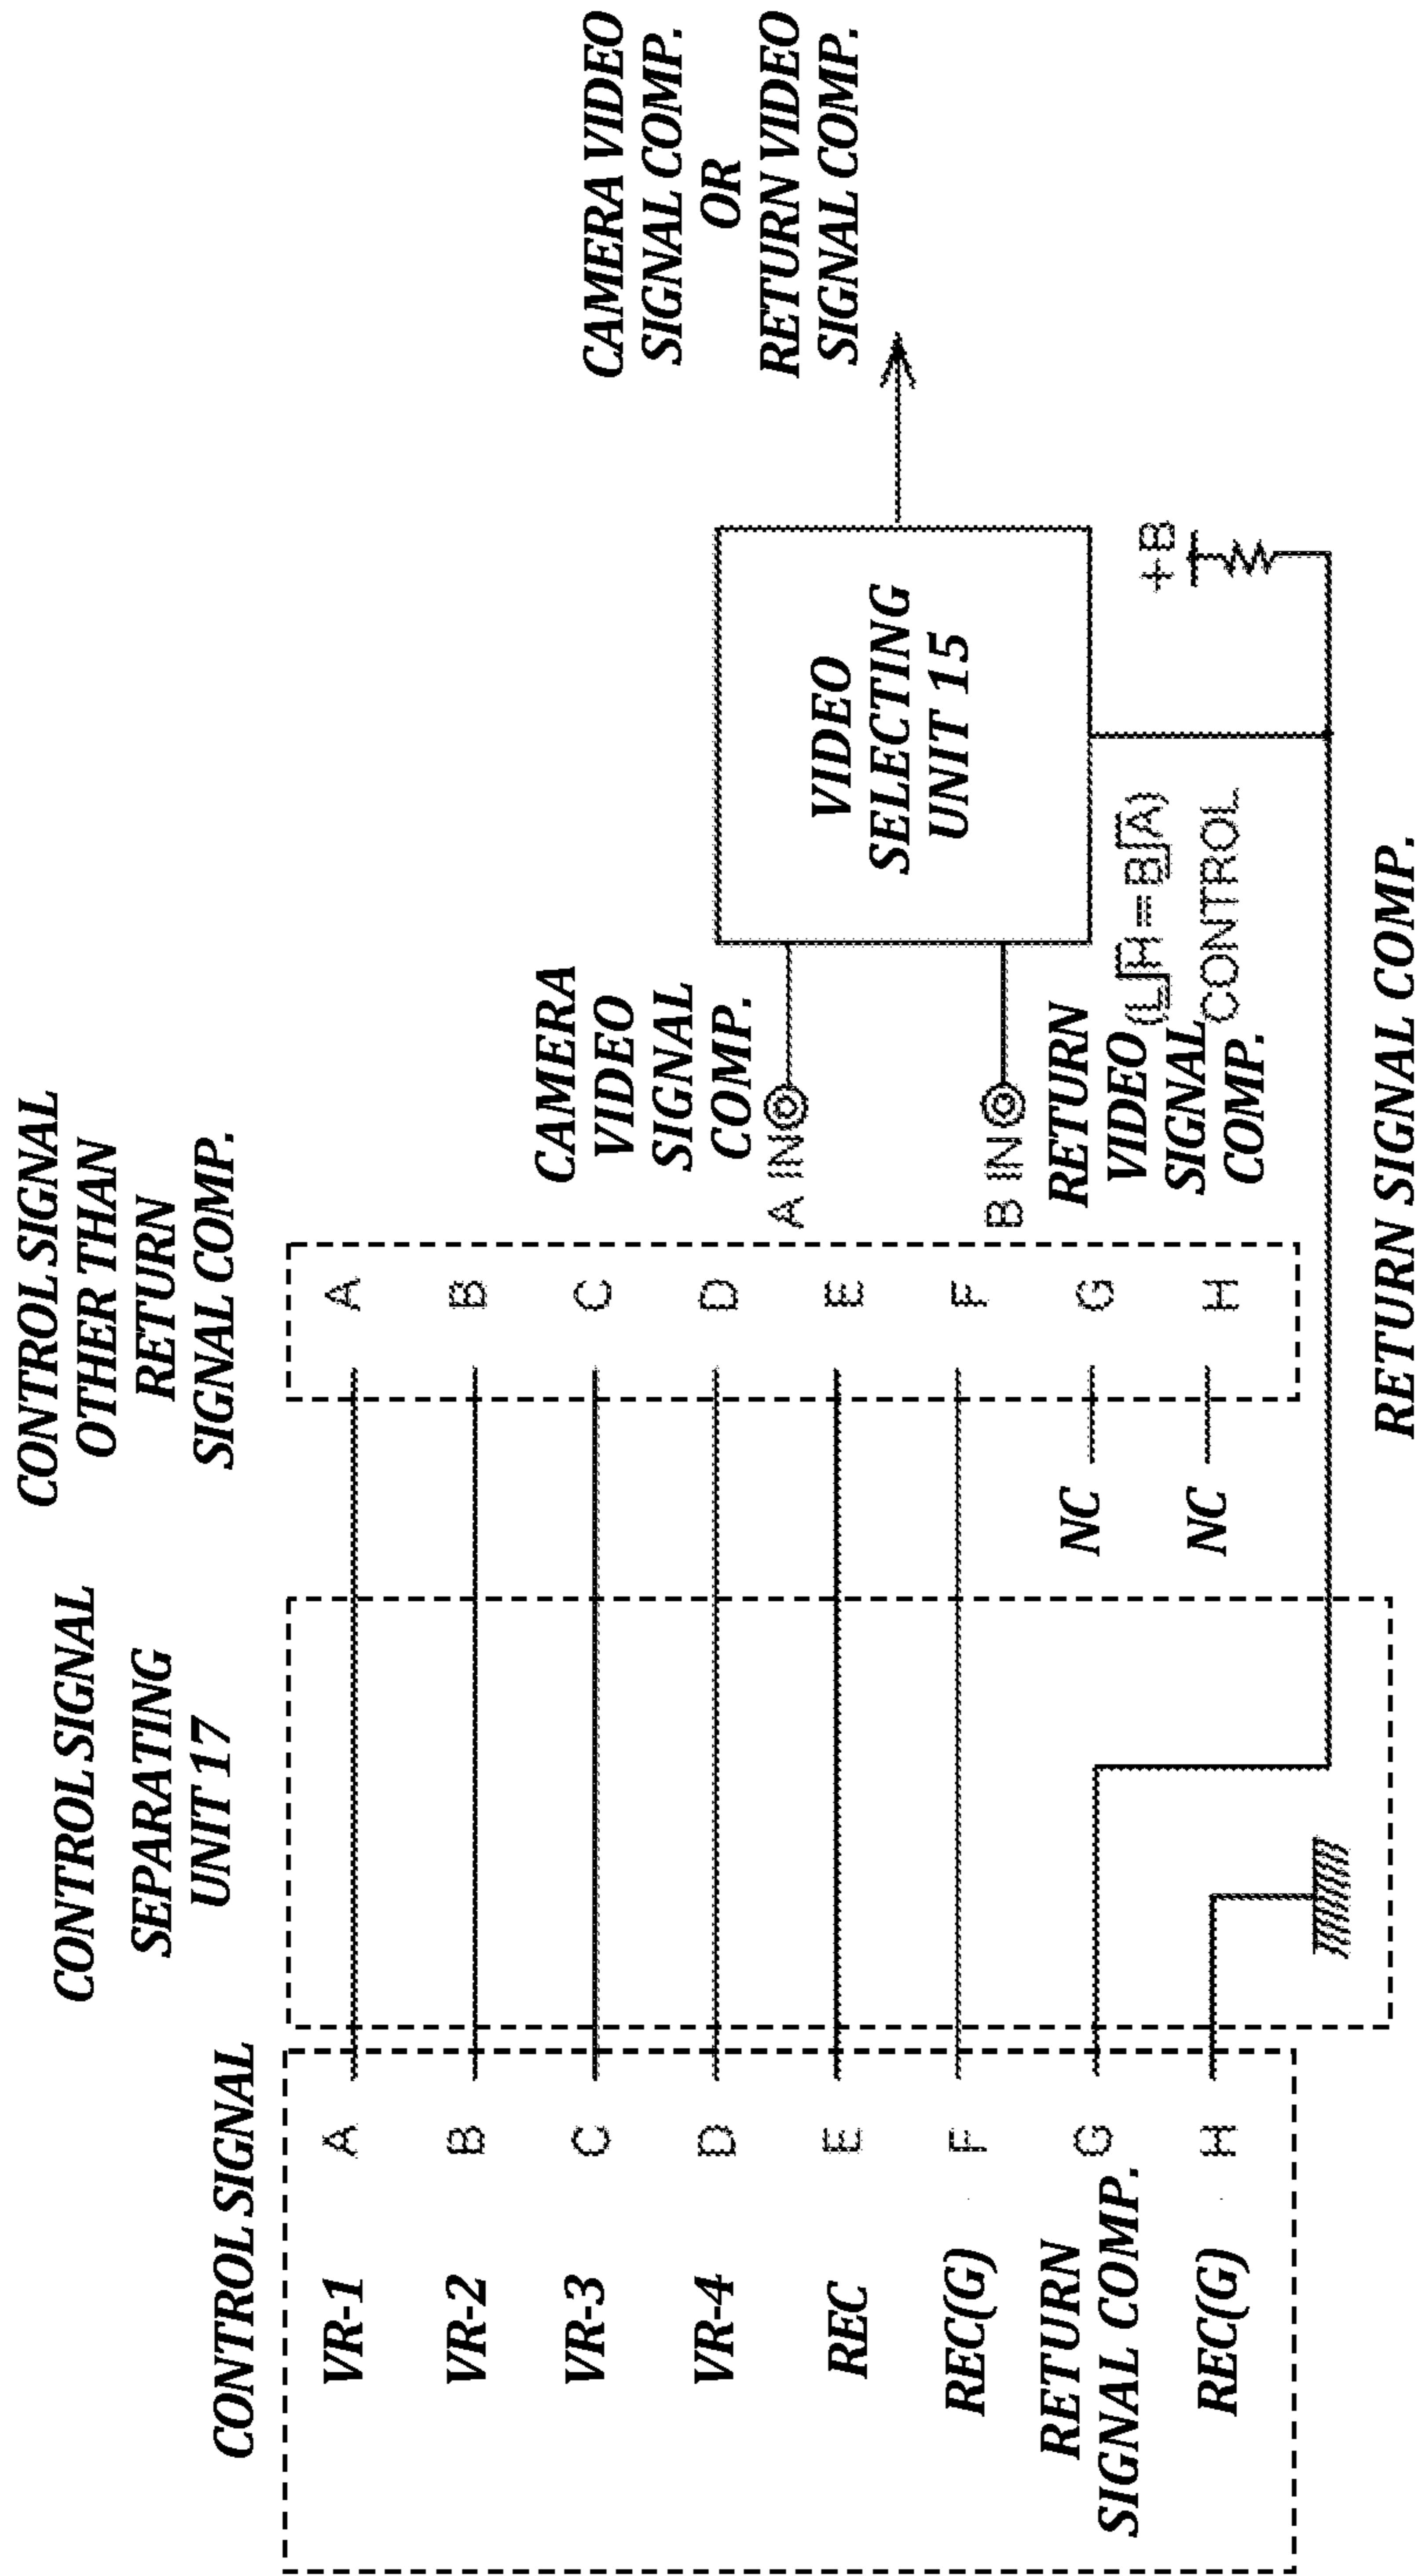 CONTROL SIGNAL
VR-1
VR-2
VR-3
VR-4
REC
REC(G)
RETURN
SIGNAL COMP.
REC(G)
A
B
C
D
E
F
G
H
CONTROL SIGNAL
SEPARATING
UNIT 17
CONTROL SIGNAL
OTHER THAN
RETURN
SIGNAL COMP.
A
B
C
D
E
F
G
H
NC
NC
CAMERA
VIDEO
SIGNAL
COMP.
A IN
B IN
RETURN
VIDEO
SIGNAL
COMP.
VIDEO
SELECTING
UNIT 15
(L/H=B/A)
CONTROL
+B
RETURN SIGNAL COMP.
CAMERA VIDEO
SIGNAL COMP.
OR
RETURN VIDEO
SIGNAL COMP.